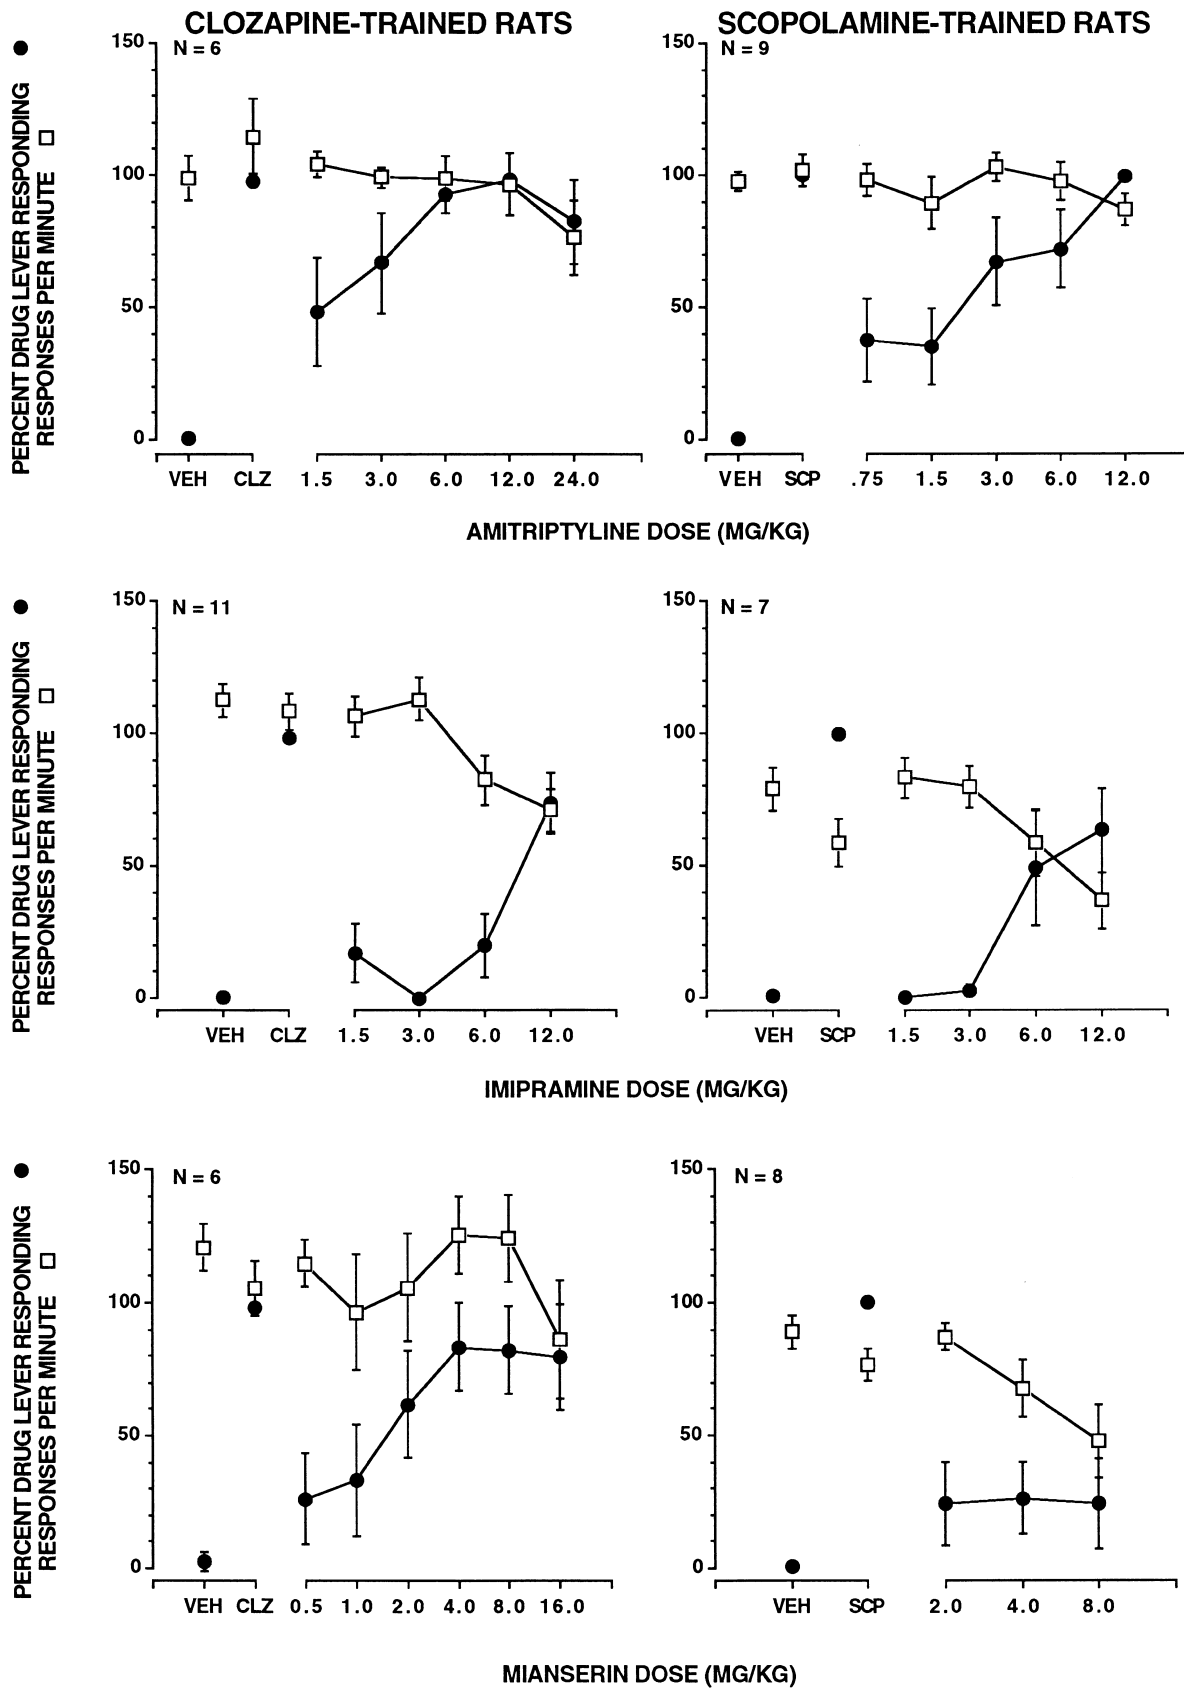 CLOZAPINE-TRAINED RATS
SCOPOLAMINE-TRAINED RATS
PERCENT DRUG LEVER RESPONDING
RESPONSES PER MINUTE
150
100
50
0
N = 6
VEH CLZ 1.5 3.0 6.0 12.0 24.0
150
100
50
0
N = 9
VEH SCP .75 1.5 3.0 6.0 12.0
AMITRIPTYLINE DOSE (MG/KG)
PERCENT DRUG LEVER RESPONDING
RESPONSES PER MINUTE
150
100
50
0
N = 11
VEH CLZ 1.5 3.0 6.0 12.0
150
100
50
0
N = 7
VEH SCP 1.5 3.0 6.0 12.0
IMIPRAMINE DOSE (MG/KG)
PERCENT DRUG LEVER RESPONDING
RESPONSES PER MINUTE
150
100
50
0
N = 6
VEH CLZ 0.5 1.0 2.0 4.0 8.0 16.0
150
100
50
0
N = 8
VEH SCP 2.0 4.0 8.0
MIANSERIN DOSE (MG/KG)